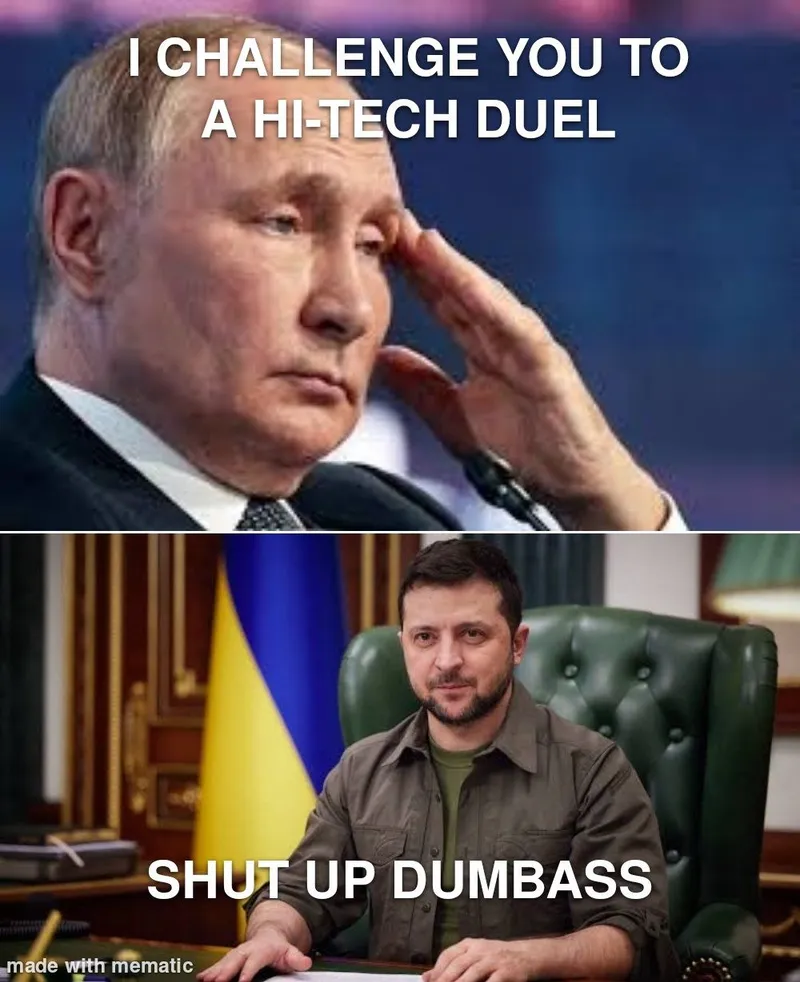 I CHALLENGE YOU TO
A HI-TECH DUEL
SHUT UP DUMBASS
made with mematic